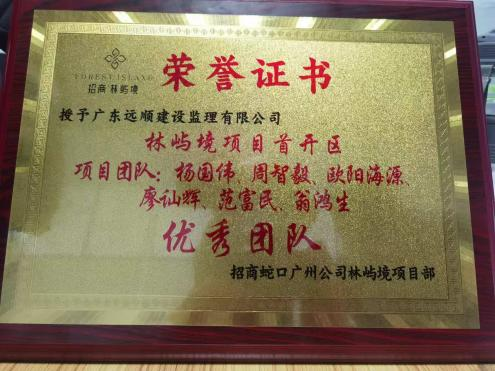 荣誉证书
FOREST ISLAND
招商 林屿境
授予广东远顺建设监理有限公司
林屿境项目首开区
项目团队：杨国伟、周智毅、欧阳海源、
廖讪辉、范富民、翁鸿生
优秀团队
招商蛇口广州公司林屿境项目部